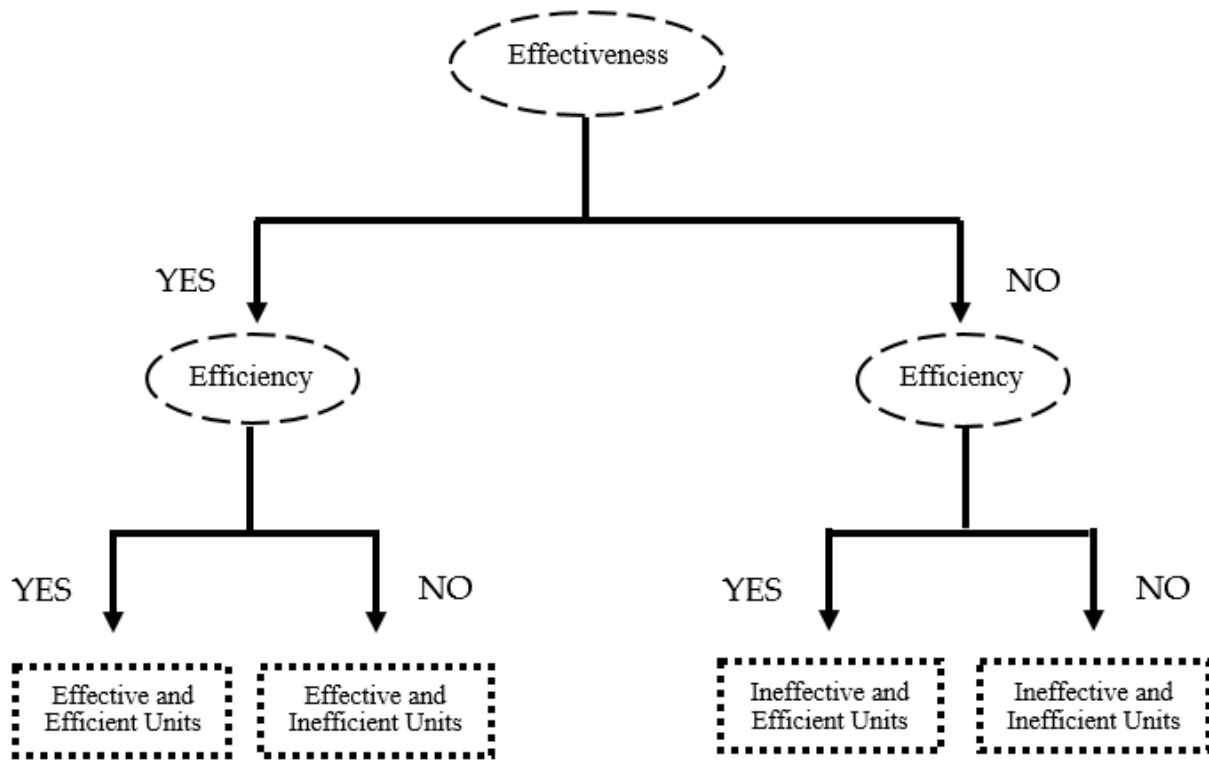 Effectiveness
YES
NO
Efficiency
Efficiency
YES
NO
YES
NO
Effective and
Efficient Units
Effective and
Inefficient Units
Ineffective and
Efficient Units
Ineffective and
Inefficient Units